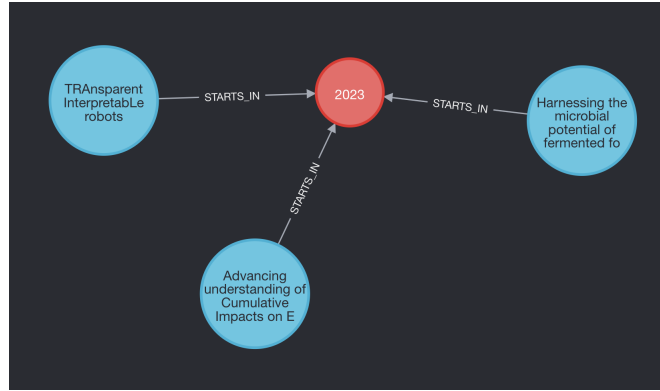 TRAnsparent
InterpretabLe
robots
STARTS_IN
2023
STARTS_IN
Harnessing the
microbial
potential of
fermented fo
STARTS_IN
Advancing
understanding of
Cumulative
Impacts on E